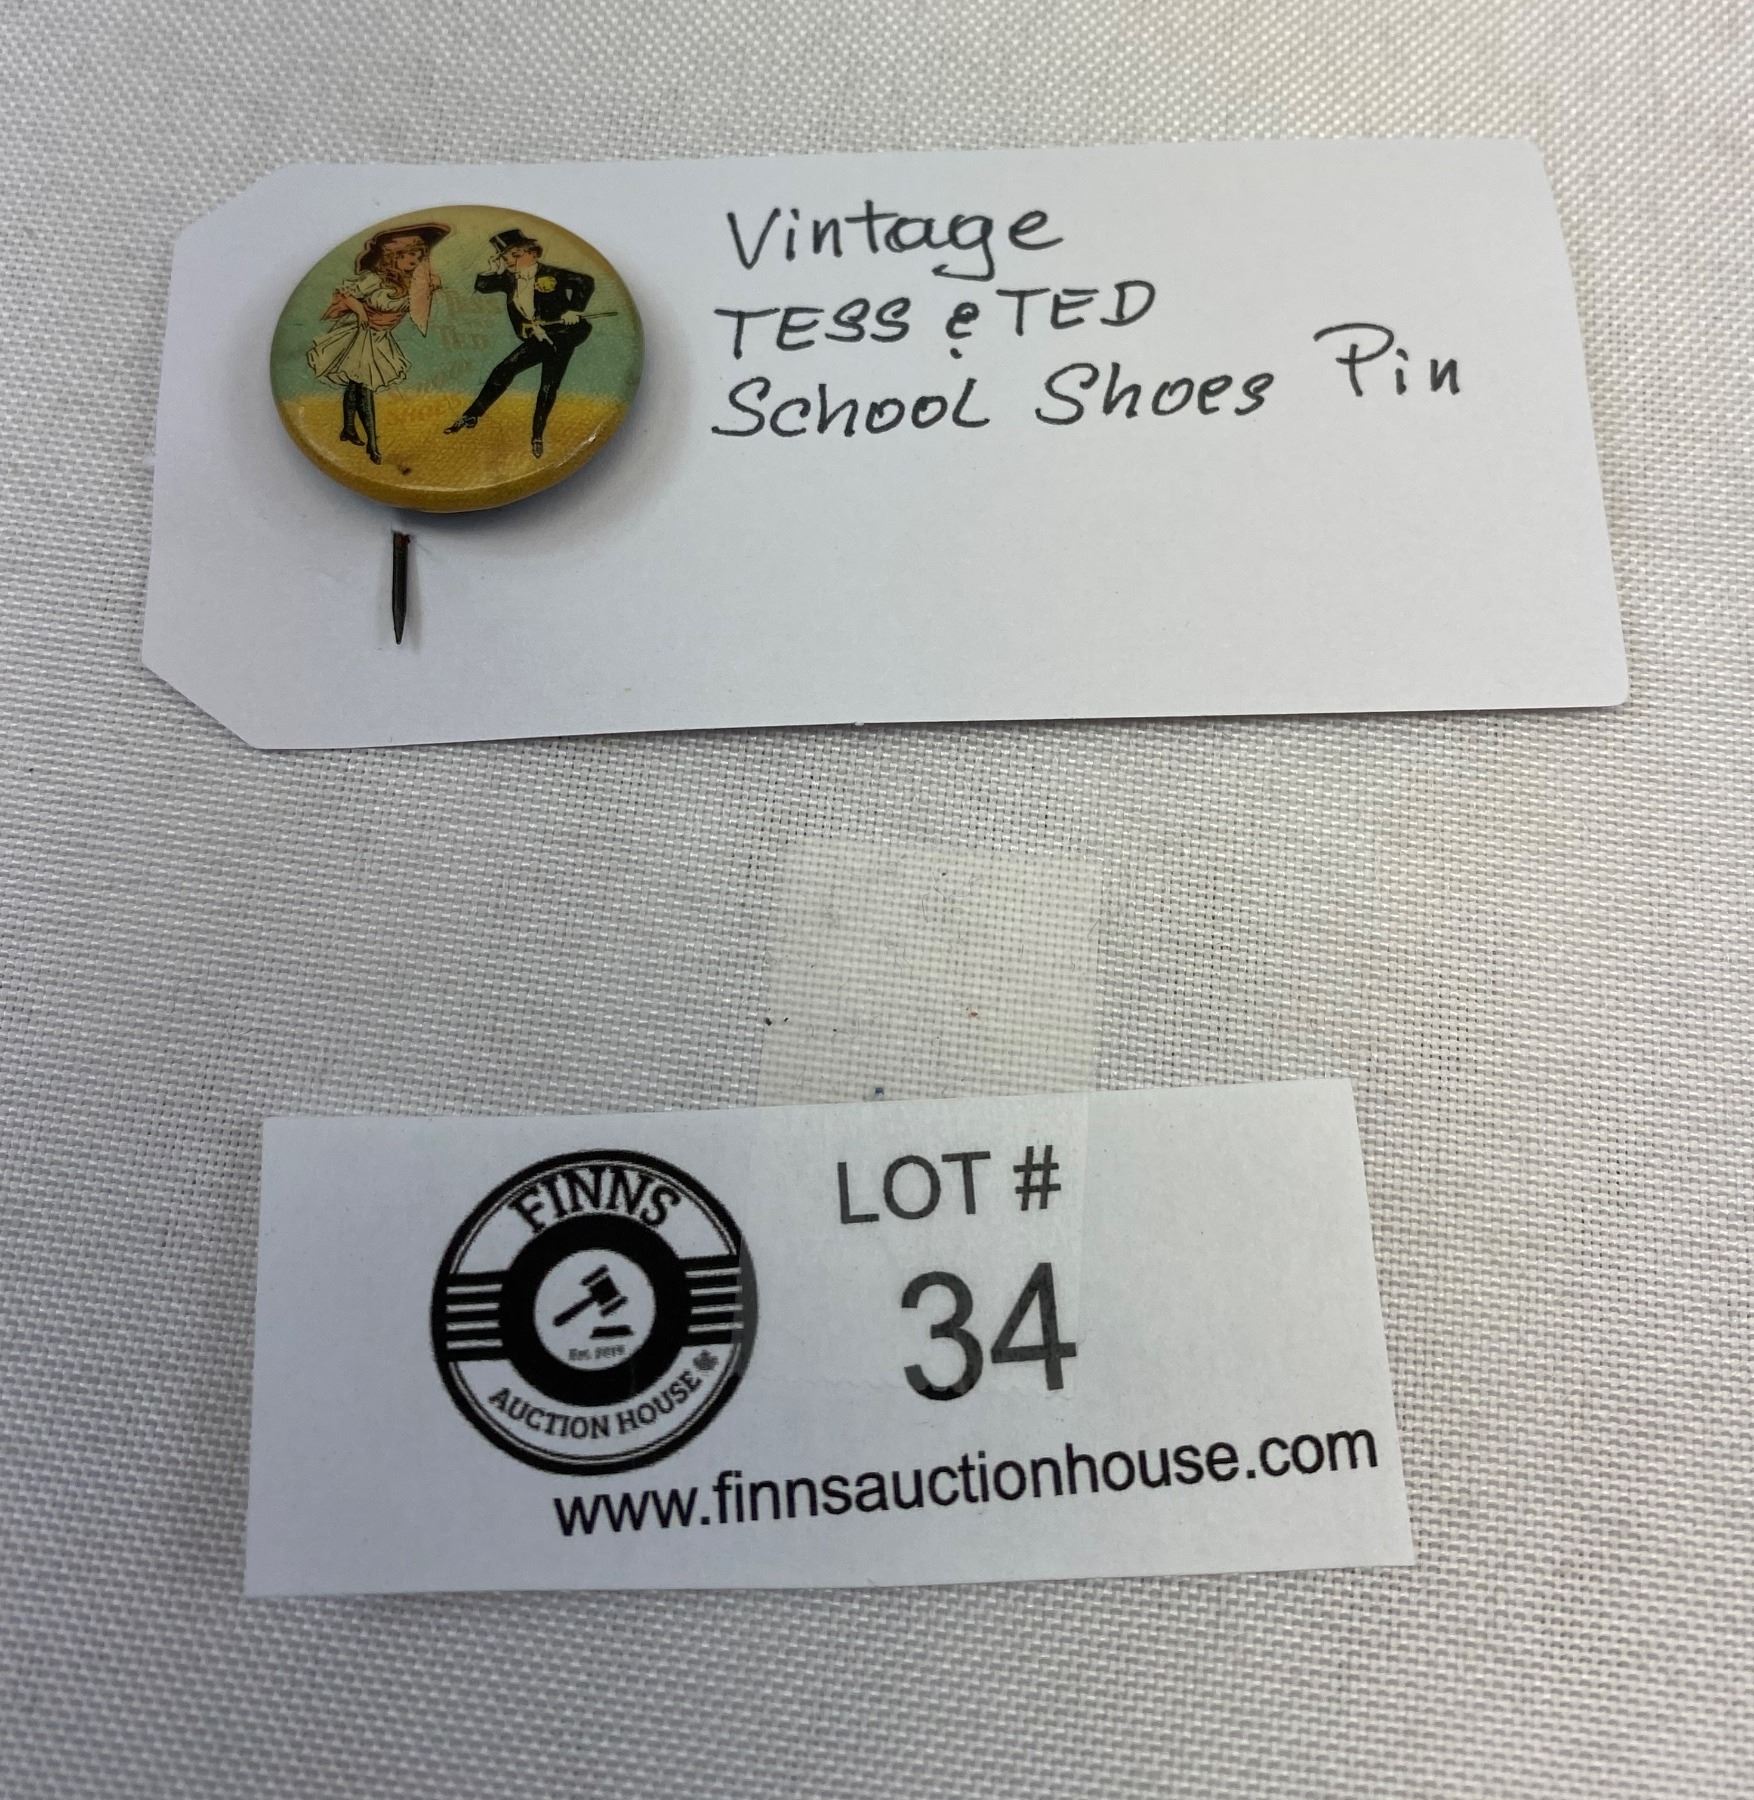 Vintage
TESS & TED
School Shoes Pin
FINNS
AUCTION HOUSE
LOT #
34
www.finnsauctionhouse.com